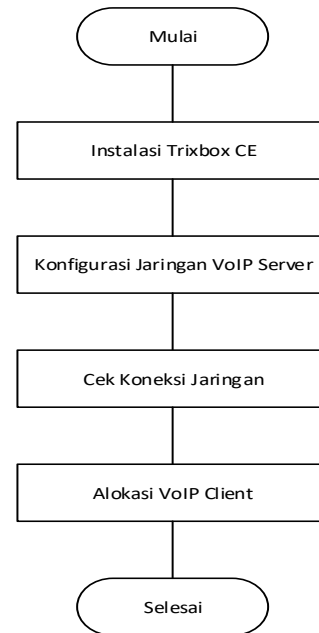 Mulai
Instalasi Trixbox CE
Konfigurasi Jaringan VoIP Server
Cek Koneksi Jaringan
Alokasi VoIP Client
Selesai